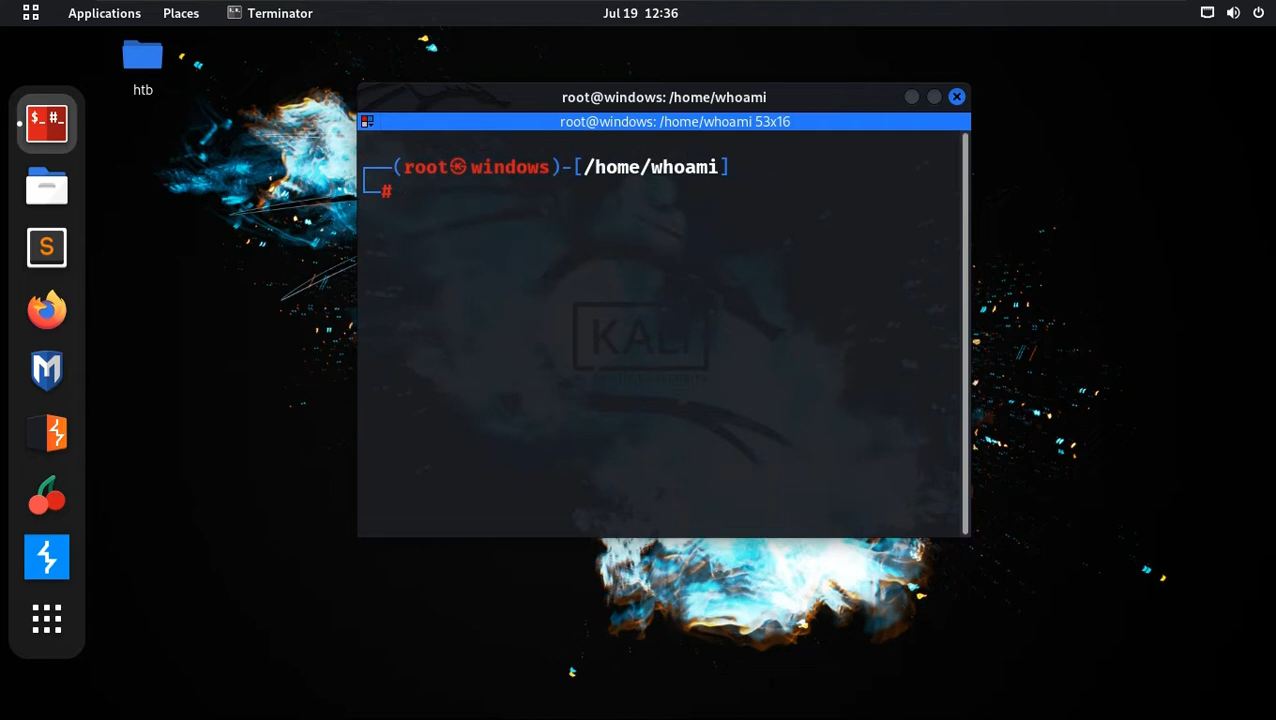 Applications Places Terminator Jul 19 12:36
htb
$_ #_
root@windows: /home/whoami
root@windows: /home/whoami 53x16
(root㉿windows)-[/home/whoami]
#
S
M
KALI